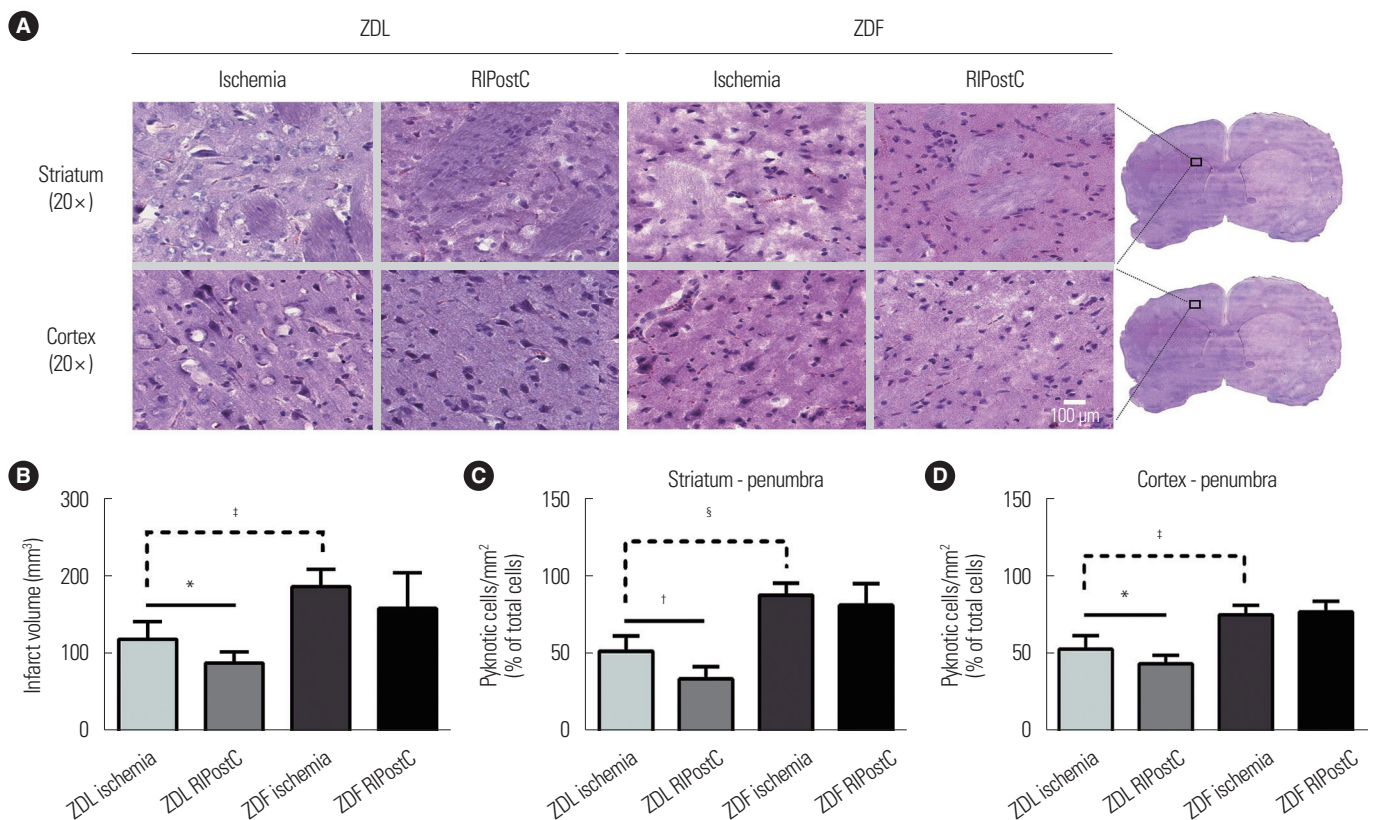 A
ZDL
ZDF
Ischemia
RIPostC
Ischemia
RIPostC
Striatum
(20×)
Cortex
(20×)
100 μm
B
Infarct volume (mm³)
300
200
100
0
‡
*
ZDL ischemia
ZDL RIPostC
ZDF ischemia
ZDF RIPostC
C
Striatum - penumbra
Pyknotic cells/mm²
(% of total cells)
150
100
50
0
§
†
ZDL ischemia
ZDL RIPostC
ZDF ischemia
ZDF RIPostC
D
Cortex - penumbra
Pyknotic cells/mm²
(% of total cells)
150
100
50
0
‡
*
ZDL ischemia
ZDL RIPostC
ZDF ischemia
ZDF RIPostC